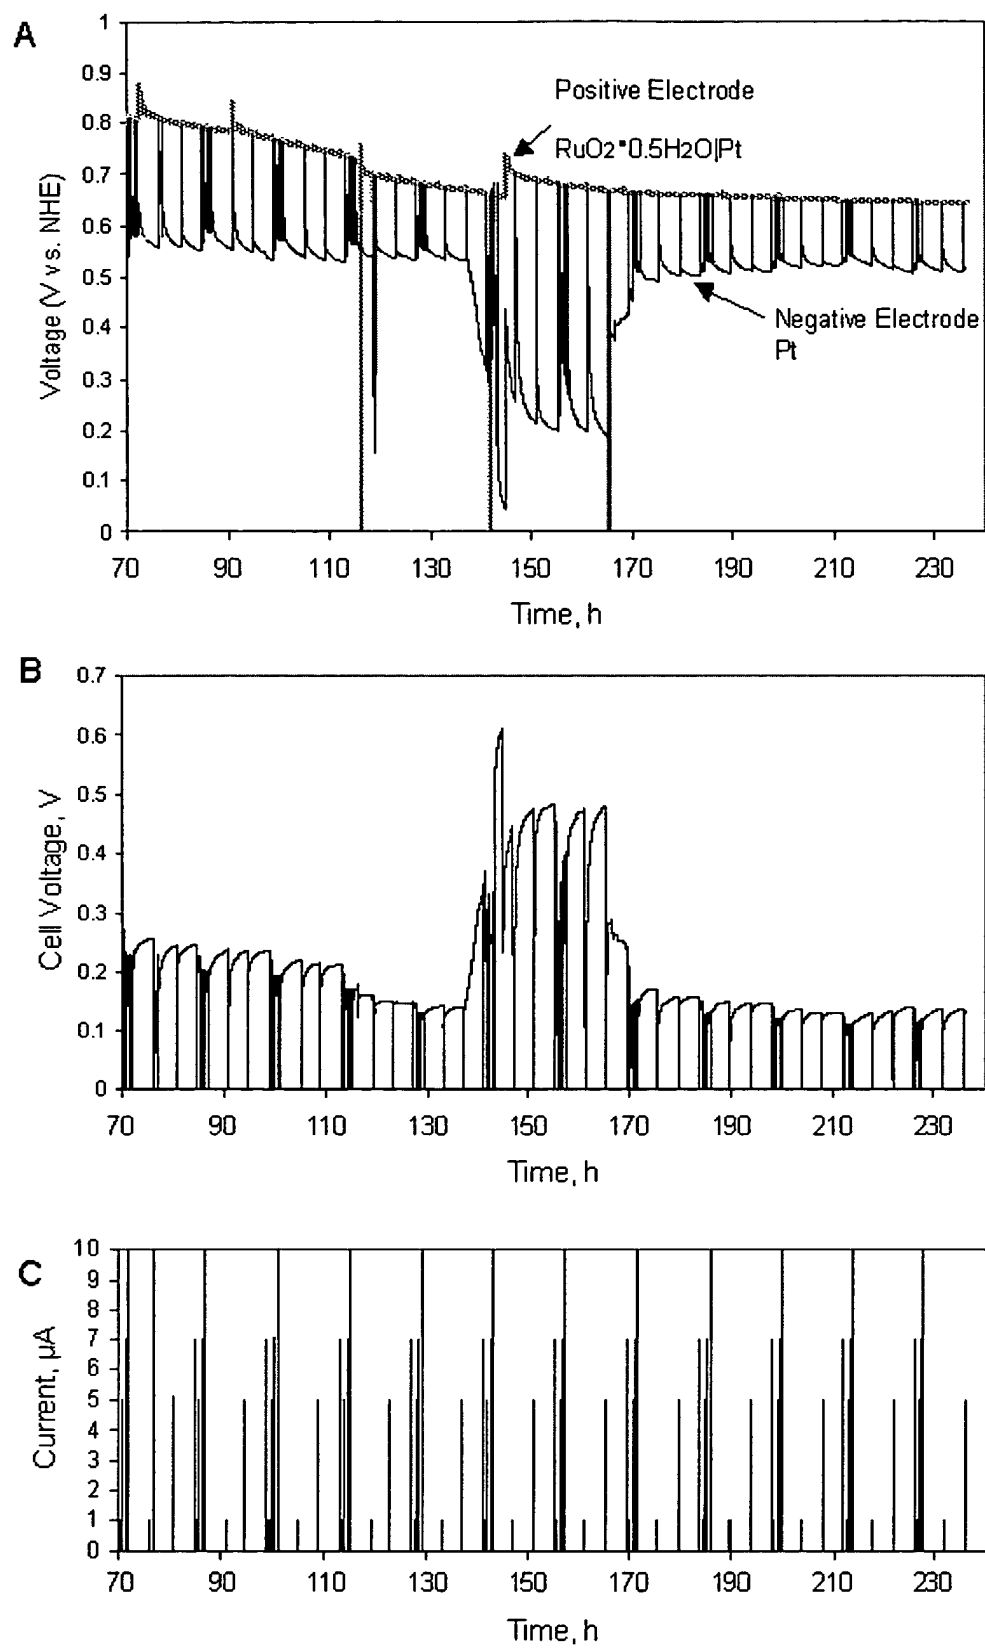 A
Voltage (V vs. NHE)
1
0.9
0.8
0.7
0.6
0.5
0.4
0.3
0.2
0.1
0
Positive Electrode
RuO2*0.5H2O|Pt
Negative Electrode
Pt
70 90 110 130 150 170 190 210 230
Time, h
B
Cell Voltage, V
0.7
0.6
0.5
0.4
0.3
0.2
0.1
0
70 90 110 130 150 170 190 210 230
Time, h
C
Current, µA
10
9
8
7
6
5
4
3
2
1
0
70 90 110 130 150 170 190 210 230
Time, h